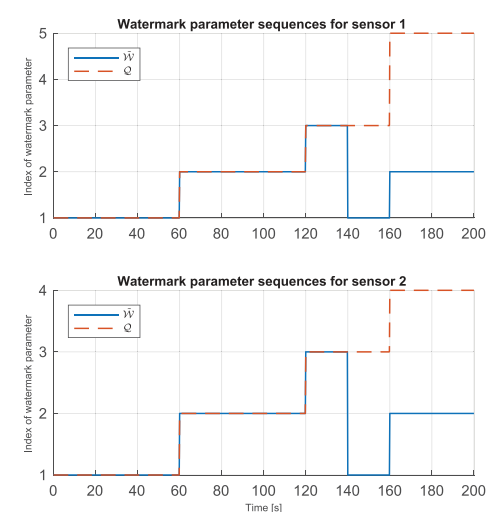 Watermark parameter sequences for sensor 1
Index of watermark parameter
5
4
3
2
1
W̃
Q
0 20 40 60 80 100 120 140 160 180 200
Watermark parameter sequences for sensor 2
Index of watermark parameter
4
3
2
1
W̃
Q
0 20 40 60 80 100 120 140 160 180 200
Time [s]